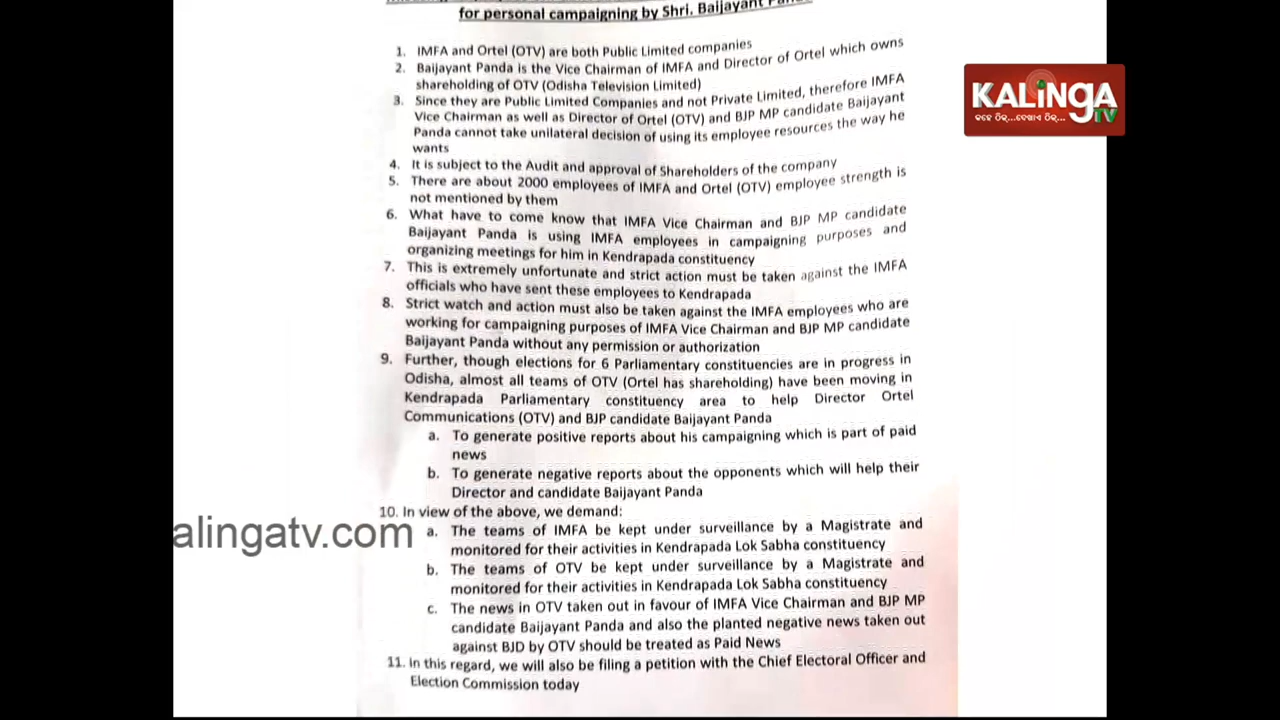 for personal campaigning by Shri. Baijayant
1. IMFA and Ortel (OTV) are both Public Limited companies
2. Baijayant Panda is the Vice Chairman of IMFA and Director of Ortel which owns
shareholding of OTV (Odisha Television Limited)
3. Since they are Public Limited Companies and not Private Limited, therefore IMFA
Vice Chairman as well as Director of Ortel (OTV) and BJP MP candidate Baijayant
Panda cannot take unilateral decision of using its employee resources the way he
wants
4. It is subject to the Audit and approval of Shareholders of the company
5. There are about 2000 employees of IMFA and Ortel (OTV) employee strength is
not mentioned by them
6. What have to come know that IMFA Vice Chairman and BJP MP candidate
Baijayant Panda is using IMFA employees in campaigning purposes and
organizing meetings for him in Kendrapada constituency
7. This is extremely unfortunate and strict action must be taken against the IMFA
officials who have sent these employees to Kendrapada
8. Strict watch and action must also be taken against the IMFA employees who are
working for campaigning purposes of IMFA Vice Chairman and BJP MP candidate
Baijayant Panda without any permission or authorization
9. Further, though elections for 6 Parliamentary constituencies are in progress in
Odisha, almost all teams of OTV (Ortel has shareholding) have been moving in
Kendrapada Parliamentary constituency area to help Director Ortel
Communications (OTV) and BJP candidate Baijayant Panda
a. To generate positive reports about his campaigning which is part of paid
news
b. To generate negative reports about the opponents which will help their
Director and candidate Baijayant Panda
10. In view of the above, we demand:
a. The teams of IMFA be kept under surveillance by a Magistrate and
monitored for their activities in Kendrapada Lok Sabha constituency
b. The teams of OTV be kept under surveillance by a Magistrate and
monitored for their activities in Kendrapada Lok Sabha constituency
c. The news in OTV taken out in favour of IMFA Vice Chairman and BJP MP
candidate Baijayant Panda and also the planted negative news taken out
against BJD by OTV should be treated as Paid News
11. In this regard, we will also be filing a petition with the Chief Electoral Officer and
Election Commission today
KALINGA
TV
କହେ ଠିକ୍...ଦେଖାଏ ଠିକ୍...
alingatv.com